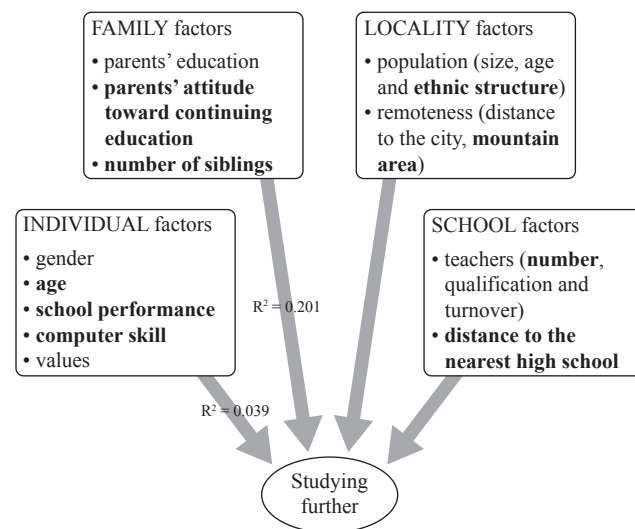 FAMILY factors
• parents’ education
• parents’ attitude
toward continuing
education
• number of siblings
LOCALITY factors
• population (size, age
and ethnic structure)
• remoteness (distance
to the city, mountain
area)
INDIVIDUAL factors
• gender
• age
• school performance
• computer skill
• values
SCHOOL factors
• teachers (number,
qualification and
turnover)
• distance to the
nearest high school
R² = 0.201
R² = 0.039
Studying
further